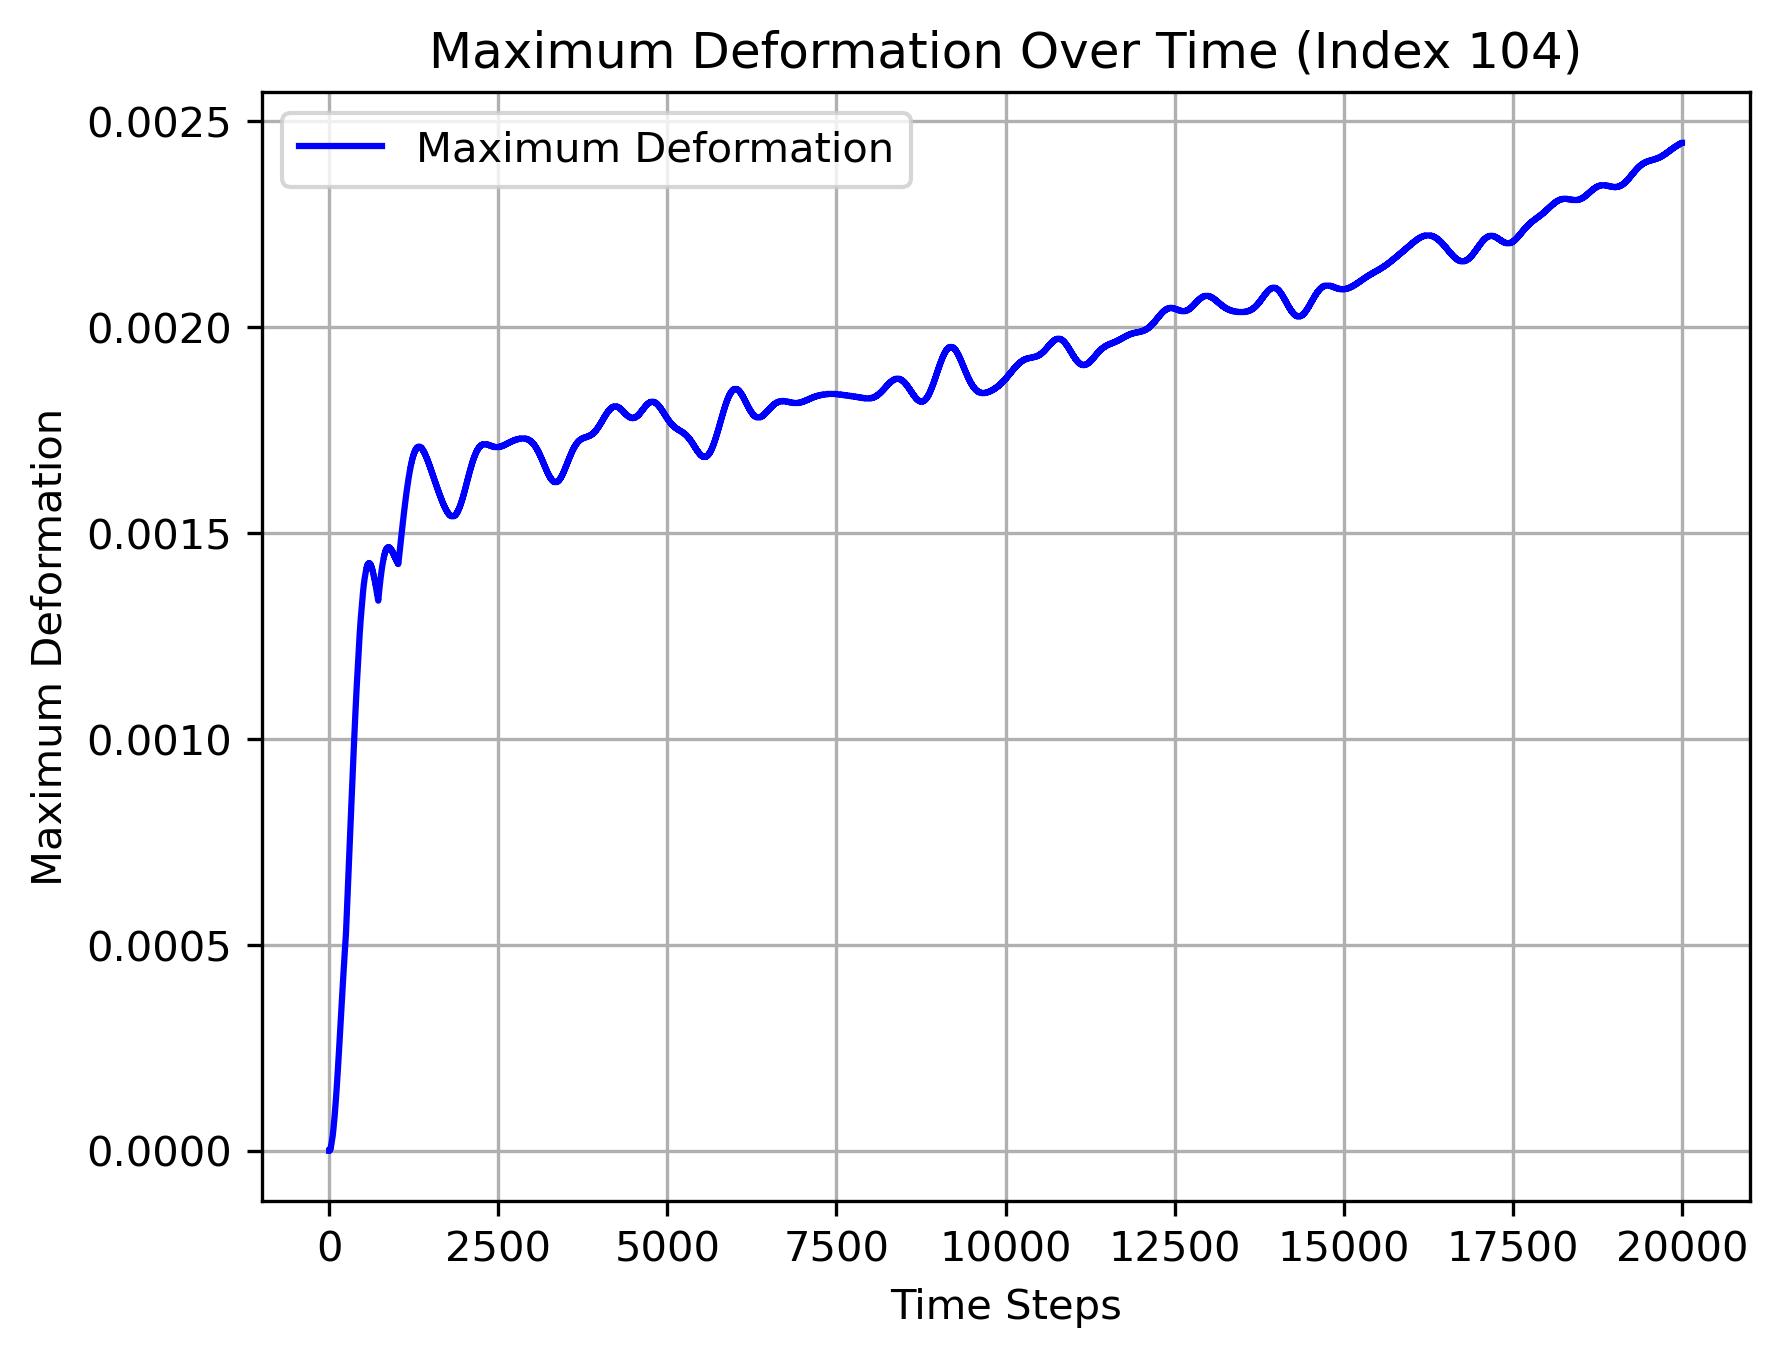 Maximum Deformation Over Time (Index 104)
Maximum Deformation
Maximum Deformation
0.0025
0.0020
0.0015
0.0010
0.0005
0.0000
0 2500 5000 7500 10000 12500 15000 17500 20000
Time Steps